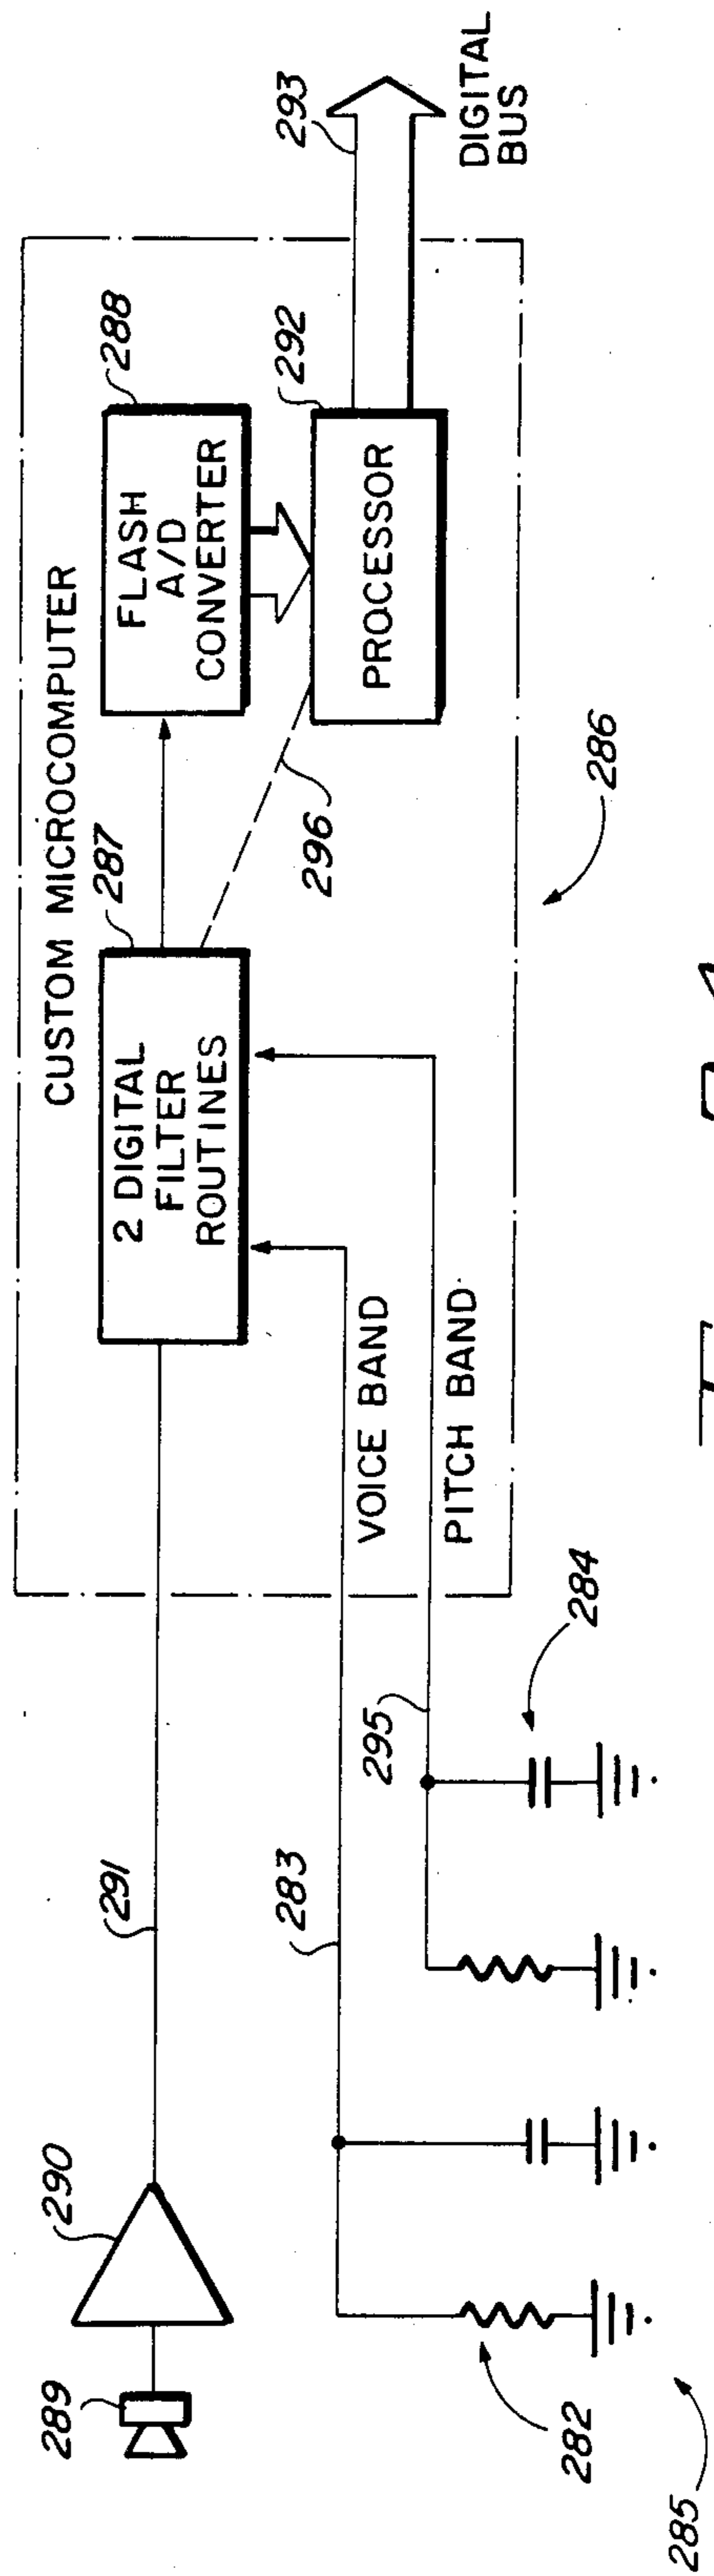 CUSTOM MICROCOMPUTER
289
290
291
287
288
2 DIGITAL
FILTER
ROUTINES
FLASH
A/D
CONVERTER
283
VOICE BAND
296
292
PROCESSOR
293
DIGITAL
BUS
295
PITCH BAND
282
284
286
285